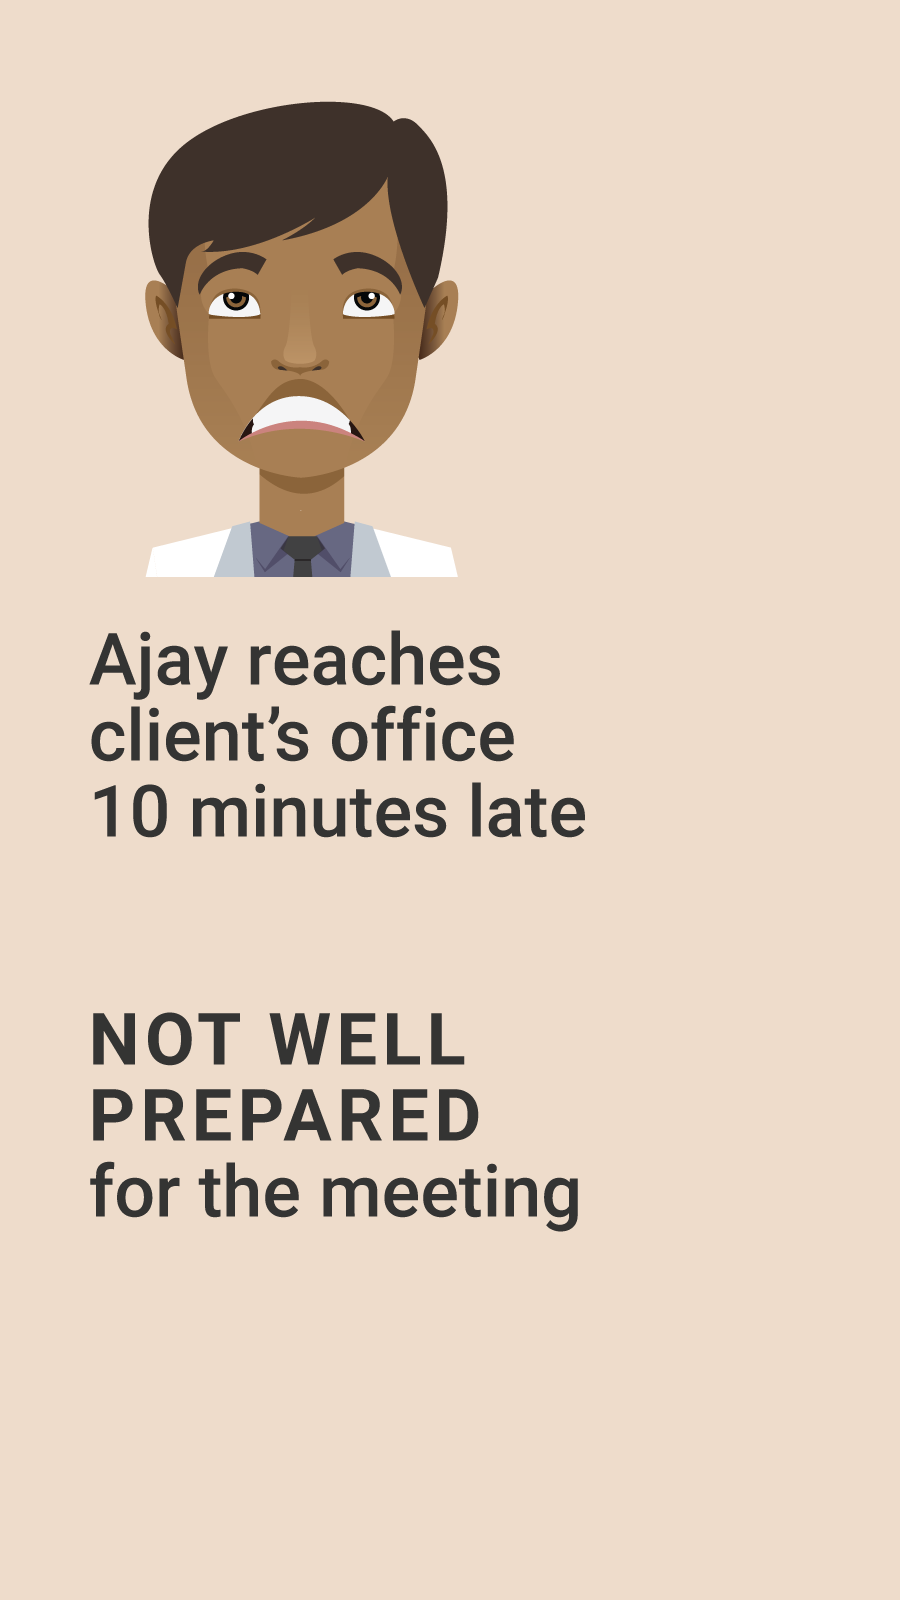 Ajay reaches
client’s office
10 minutes late
NOT WELL
PREPARED
for the meeting